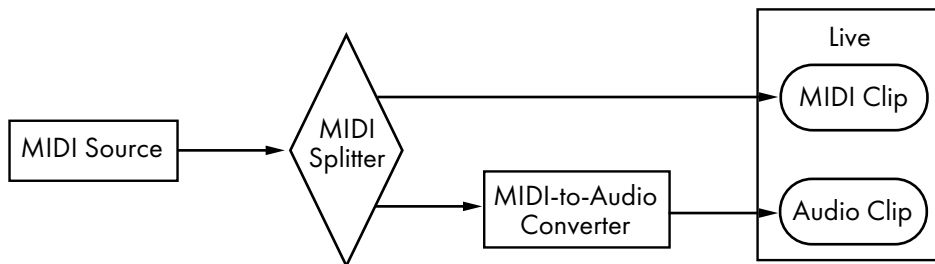 MIDI Source
MIDI
Splitter
MIDI-to-Audio
Converter
Live
MIDI Clip
Audio Clip